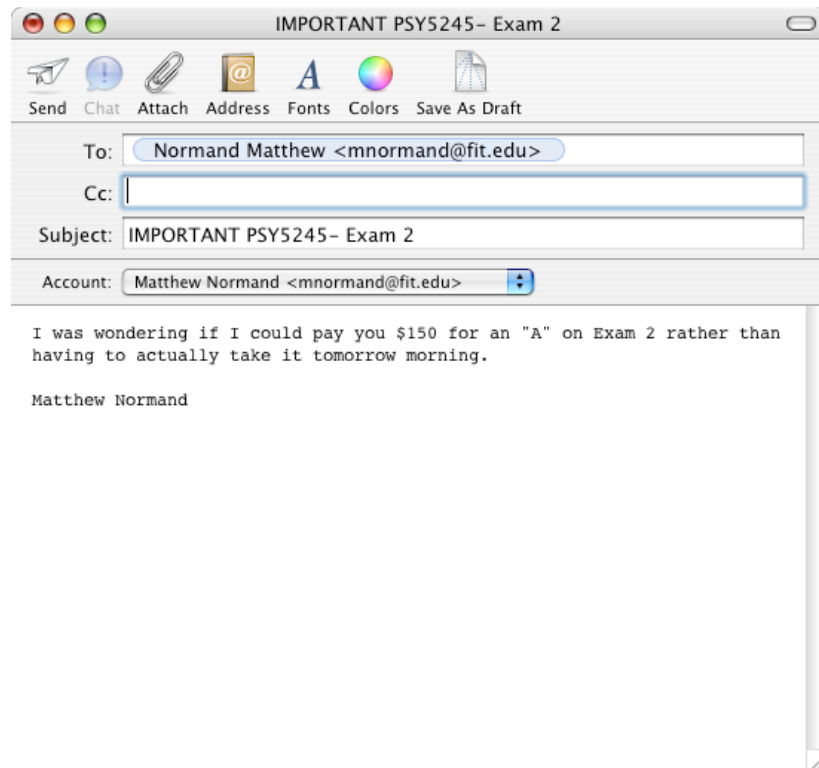 IMPORTANT PSY5245- Exam 2
Send Chat Attach Address Fonts Colors Save As Draft
To: Normand Matthew <mnormand@fit.edu>
Cc:
Subject: IMPORTANT PSY5245- Exam 2
Account: Matthew Normand <mnormand@fit.edu>
I was wondering if I could pay you $150 for an "A" on Exam 2 rather than
having to actually take it tomorrow morning.
Matthew Normand